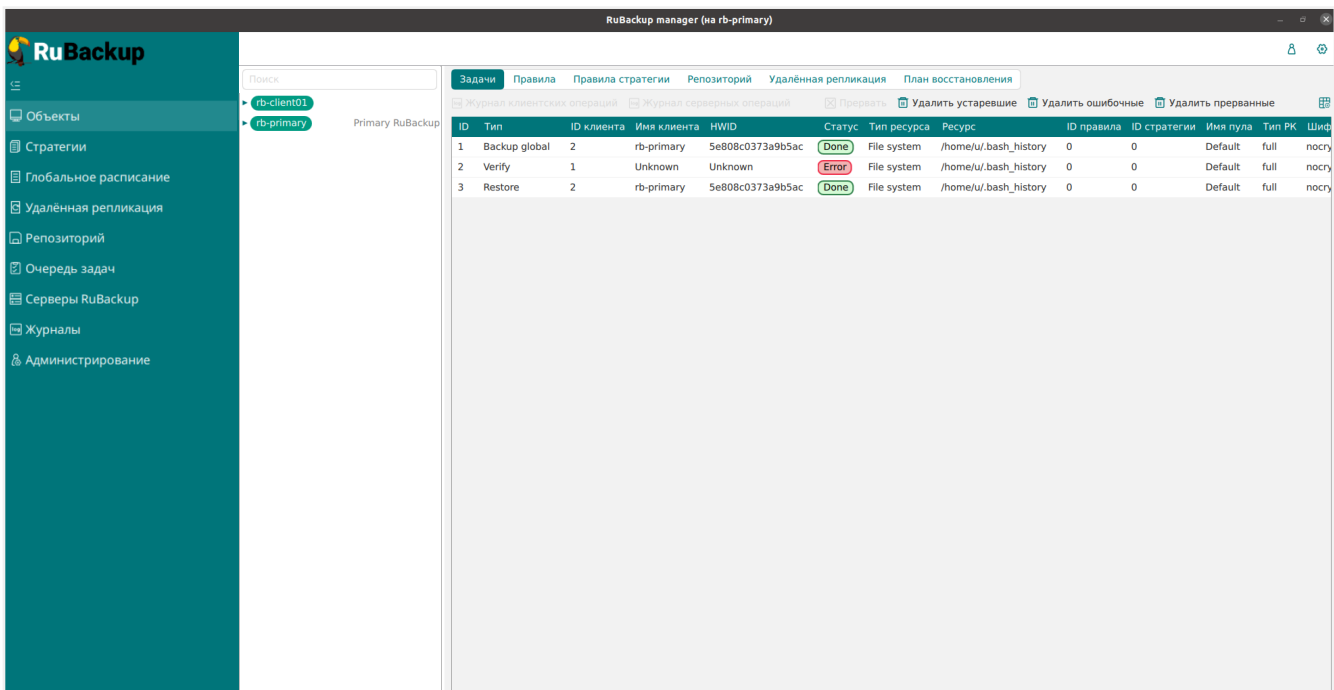 RuBackup manager (на rb-primary)
RuBackup
Объекты
Стратегии
Глобальное расписание
Удалённая репликация
Репозиторий
Очередь задач
Серверы RuBackup
Журналы
Администрирование
Поиск
rb-client01
rb-primary Primary RuBackup
Задачи Правила Правила стратегии Репозиторий Удалённая репликация План восстановления
Журнал клиентских операций Журнал серверных операций Прервать Удалить устаревшие Удалить ошибочные Удалить прерванные
ID Тип ID клиента Имя клиента HWID Статус Тип ресурса Ресурс ID правила ID стратегии Имя пула Тип РК Шиф
1 Backup global 2 rb-primary 5e808c0373a9b5ac Done File system /home/u/.bash_history 0 0 Default full nocry
2 Verify 1 Unknown Unknown Error File system /home/u/.bash_history 0 0 Default full nocry
3 Restore 2 rb-primary 5e808c0373a9b5ac Done File system /home/u/.bash_history 0 0 Default full nocry